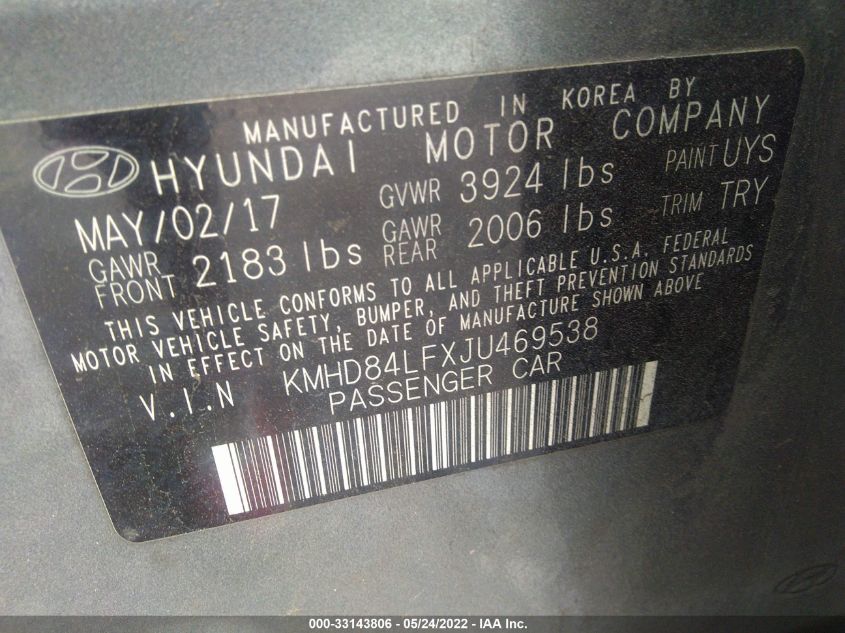 MANUFACTURED IN KOREA BY
HYUNDAI MOTOR COMPANY
MAY/02/17 GVWR 3924 lbs PAINT UYS
GAWR FRONT 2183 lbs GAWR REAR 2006 lbs TRIM TRY
THIS VEHICLE CONFORMS TO ALL APPLICABLE U.S.A. FEDERAL
MOTOR VEHICLE SAFETY, BUMPER, AND THEFT PREVENTION STANDARDS
IN EFFECT ON THE DATE OF MANUFACTURE SHOWN ABOVE
V.I.N KMHD84LFXJU469538
PASSENGER CAR
000-33143806 - 05/24/2022 - IAA Inc.